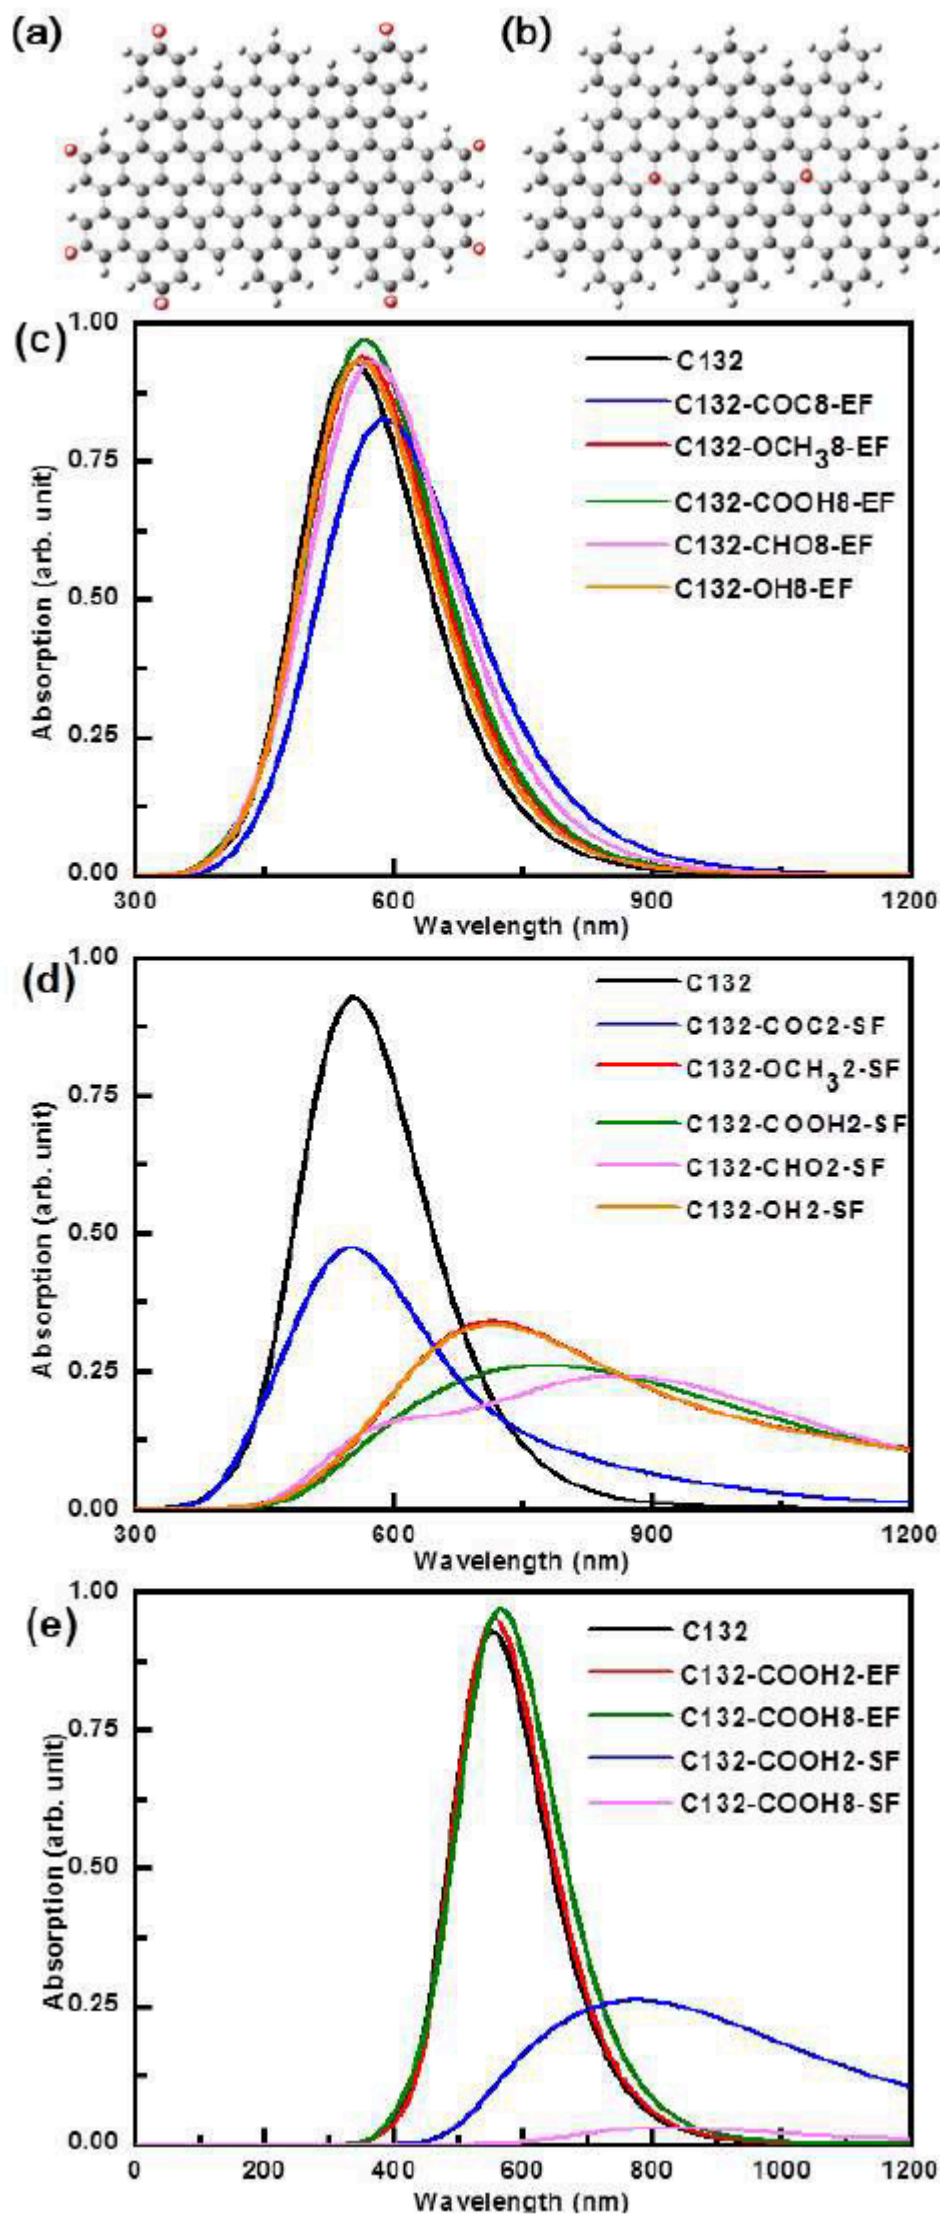 (a)
(b)
(c)
1.00
0.75
0.50
0.25
0.00
Absorption (arb. unit)
C132
C132-COC8-EF
C132-OCH₃8-EF
C132-COOH8-EF
C132-CHO8-EF
C132-OH8-EF
300 600 900 1200
Wavelength (nm)
(d)
1.00
0.75
0.50
0.25
0.00
Absorption (arb. unit)
C132
C132-COC2-SF
C132-OCH₃2-SF
C132-COOH2-SF
C132-CHO2-SF
C132-OH2-SF
300 600 900 1200
Wavelength (nm)
(e)
1.00
0.75
0.50
0.25
0.00
Absorption (arb. unit)
C132
C132-COOH2-EF
C132-COOH8-EF
C132-COOH2-SF
C132-COOH8-SF
0 200 400 600 800 1000 1200
Wavelength (nm)